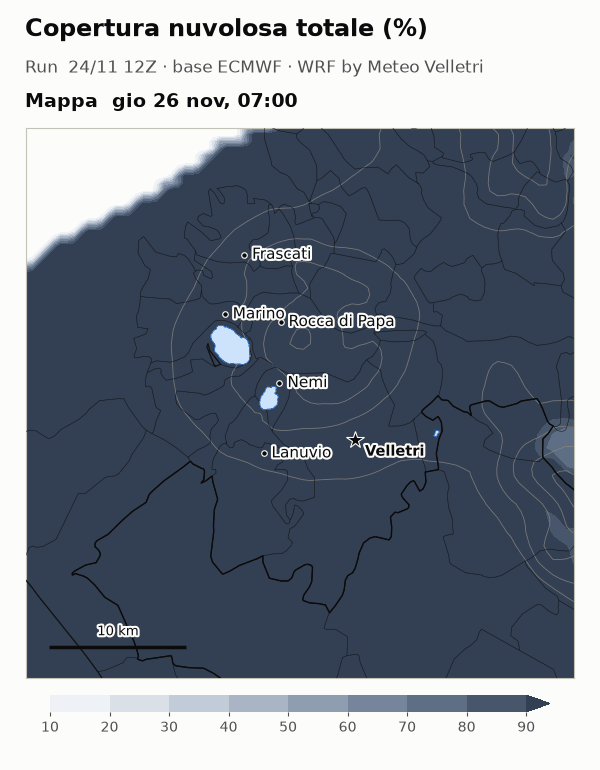 Copertura nuvolosa totale (%)
Run  24/11 12Z · base ECMWF · WRF by Meteo Velletri
Mappa  gio 26 nov, 07:00
Frascati
Marino
Rocca di Papa
Nemi
Velletri
Lanuvio
10 km
10 20 30 40 50 60 70 80 90